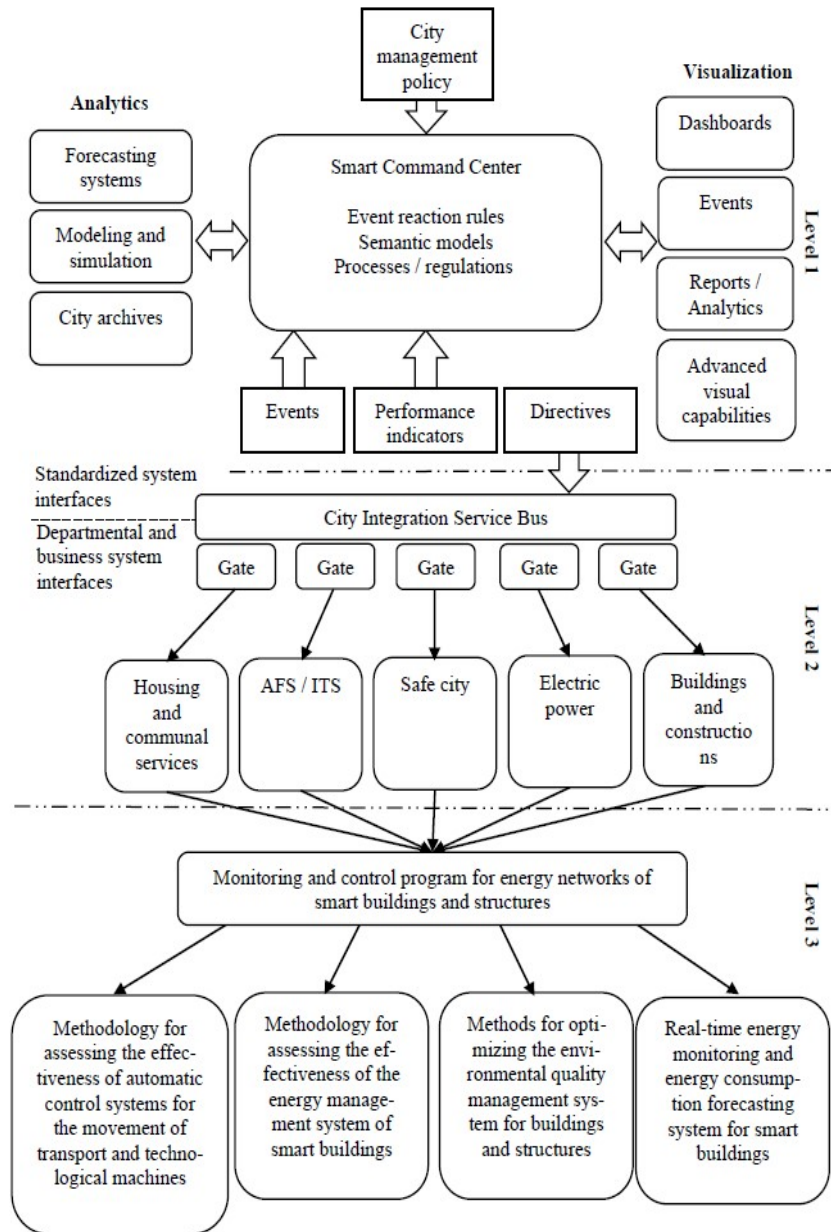 City
management
policy
Analytics
Visualization
Forecasting
systems
Modeling and
simulation
City archives
Smart Command Center
Event reaction rules
Semantic models
Processes / regulations
Dashboards
Events
Reports /
Analytics
Advanced
visual
capabilities
Level 1
Events
Performance
indicators
Directives
Standardized system
interfaces
Departmental and
business system
interfaces
City Integration Service Bus
Gate
Gate
Gate
Gate
Gate
Housing
and
communal
services
AFS / ITS
Safe city
Electric
power
Buildings
and
constructio
ns
Level 2
Monitoring and control program for energy networks of
smart buildings and structures
Level 3
Methodology for
assessing the effec-
tiveness of automatic
control systems for
the movement of
transport and techno-
logical machines
Methodology for
assessing the ef-
fectiveness of the
energy manage-
ment system of
smart buildings
Methods for opti-
mizing the envi-
ronmental quality
management sys-
tem for buildings
and structures
Real-time energy
monitoring and
energy consump-
tion forecasting
system for smart
buildings